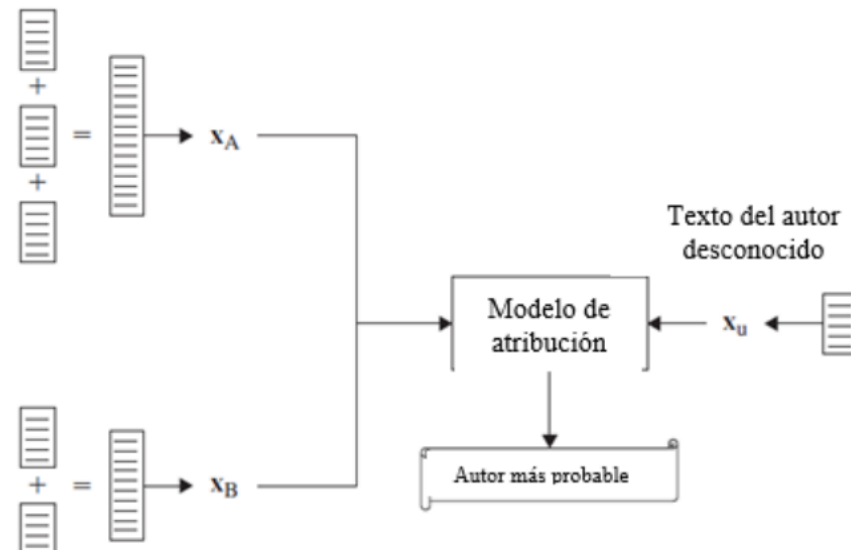 +
=
x_A
+
Texto del autor
desconocido
Modelo de
atribución
x_u
Autor más probable
+
=
x_B